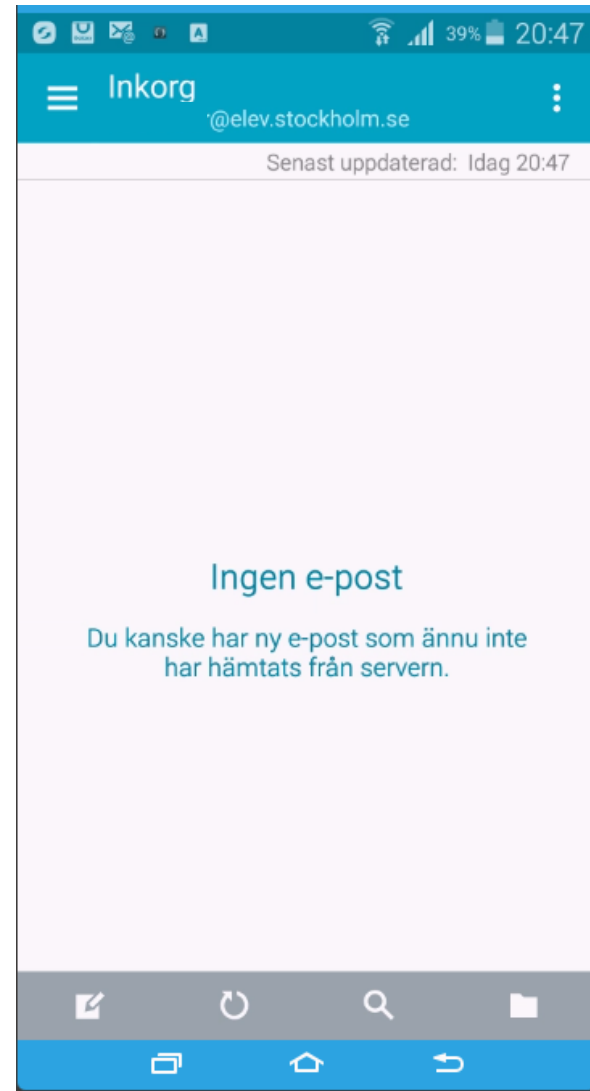 39% 20:47
Inkorg
@elev.stockholm.se
Senast uppdaterad: Idag 20:47
Ingen e-post
Du kanske har ny e-post som ännu inte
har hämtats från servern.